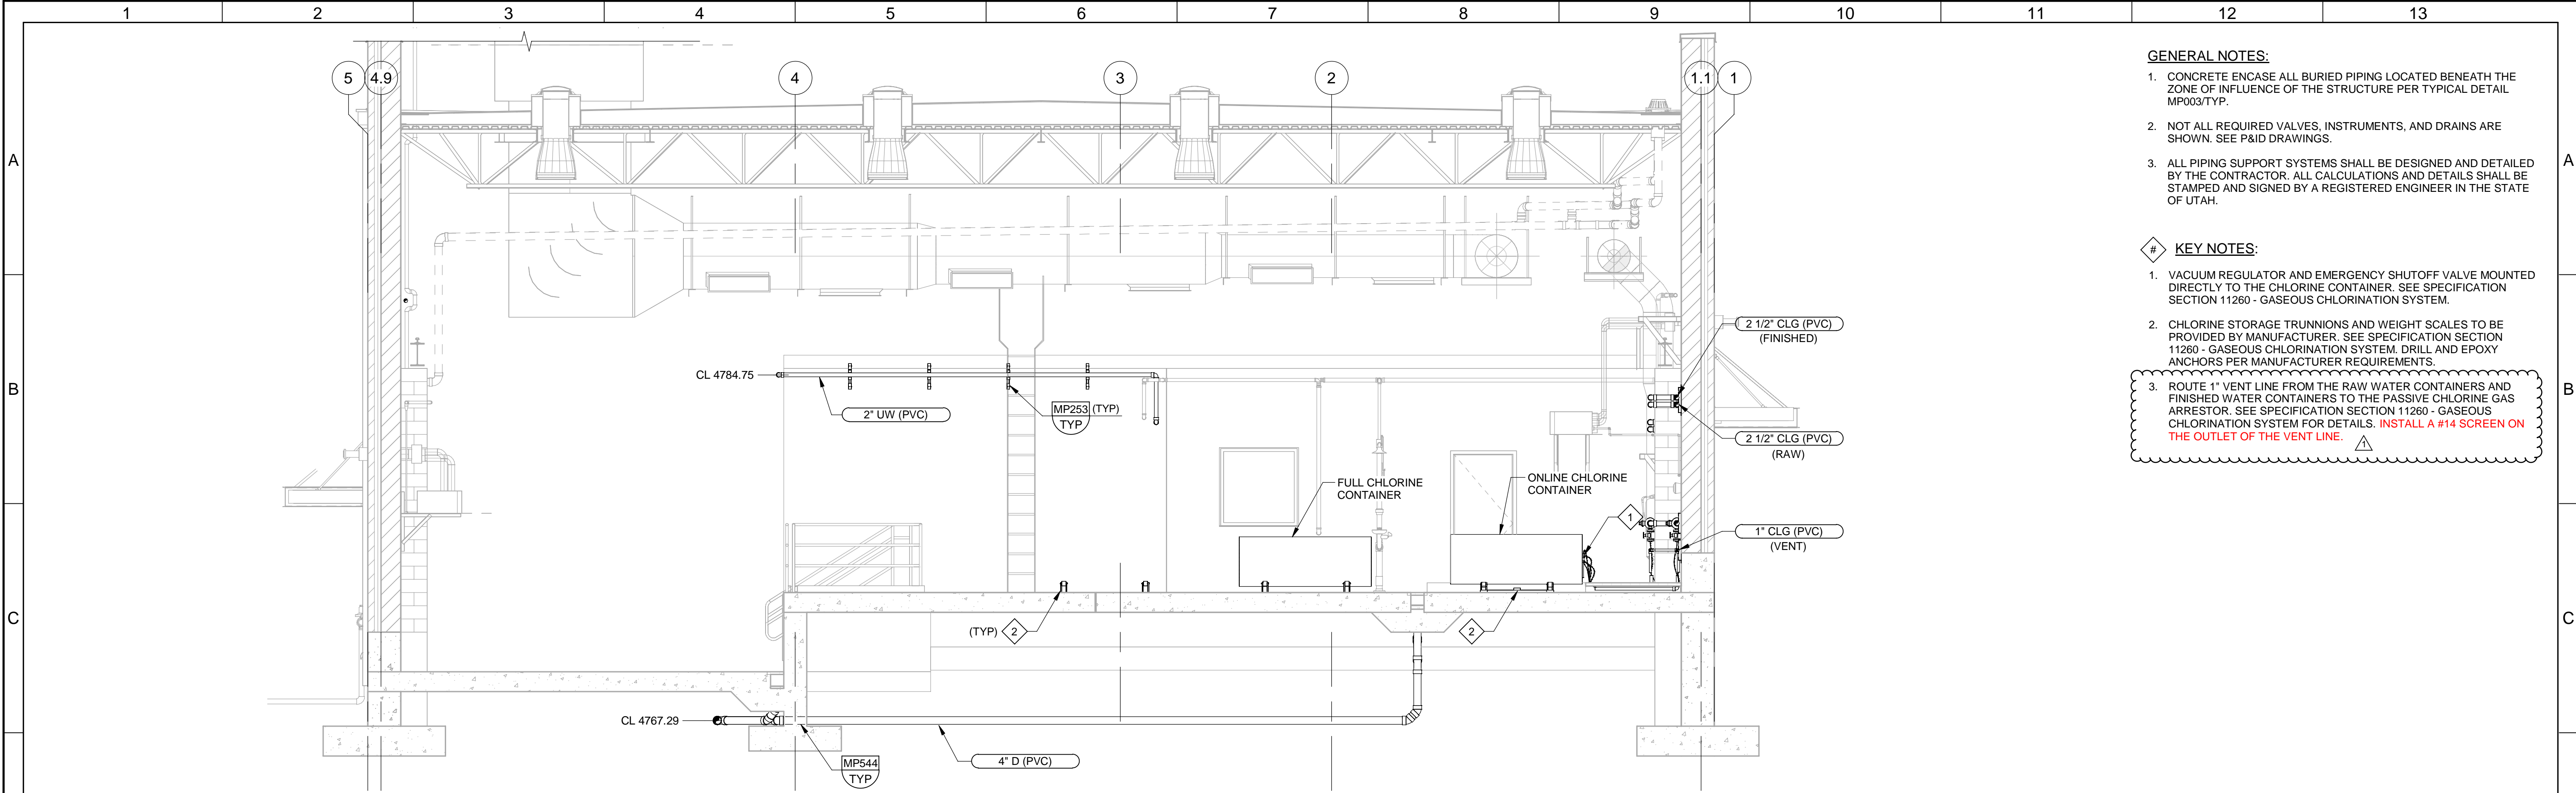 1 2 3 4 5 6 7 8 9 10 11 12 13
A
B
C
A
B
C
5 4.9 4 3 2 1.1 1
CL 4784.75
2" UW (PVC)
MP253 (TYP)
TYP
FULL CHLORINE
CONTAINER
ONLINE CHLORINE
CONTAINER
1
2 1/2" CLG (PVC)
(FINISHED)
2 1/2" CLG (PVC)
(RAW)
1" CLG (PVC)
(VENT)
(TYP) 2
2
CL 4767.29
MP544
TYP
4" D (PVC)
GENERAL NOTES:
1. CONCRETE ENCASE ALL BURIED PIPING LOCATED BENEATH THE
ZONE OF INFLUENCE OF THE STRUCTURE PER TYPICAL DETAIL
MP003/TYP.
2. NOT ALL REQUIRED VALVES, INSTRUMENTS, AND DRAINS ARE
SHOWN. SEE P&ID DRAWINGS.
3. ALL PIPING SUPPORT SYSTEMS SHALL BE DESIGNED AND DETAILED
BY THE CONTRACTOR. ALL CALCULATIONS AND DETAILS SHALL BE
STAMPED AND SIGNED BY A REGISTERED ENGINEER IN THE STATE
OF UTAH.
# KEY NOTES:
1. VACUUM REGULATOR AND EMERGENCY SHUTOFF VALVE MOUNTED
DIRECTLY TO THE CHLORINE CONTAINER. SEE SPECIFICATION
SECTION 11260 - GASEOUS CHLORINATION SYSTEM.
2. CHLORINE STORAGE TRUNNIONS AND WEIGHT SCALES TO BE
PROVIDED BY MANUFACTURER. SEE SPECIFICATION SECTION
11260 - GASEOUS CHLORINATION SYSTEM. DRILL AND EPOXY
ANCHORS PER MANUFACTURER REQUIREMENTS.
3. ROUTE 1" VENT LINE FROM THE RAW WATER CONTAINERS AND
FINISHED WATER CONTAINERS TO THE PASSIVE CHLORINE GAS
ARRESTOR. SEE SPECIFICATION SECTION 11260 - GASEOUS
CHLORINATION SYSTEM FOR DETAILS. INSTALL A #14 SCREEN ON
THE OUTLET OF THE VENT LINE.
1